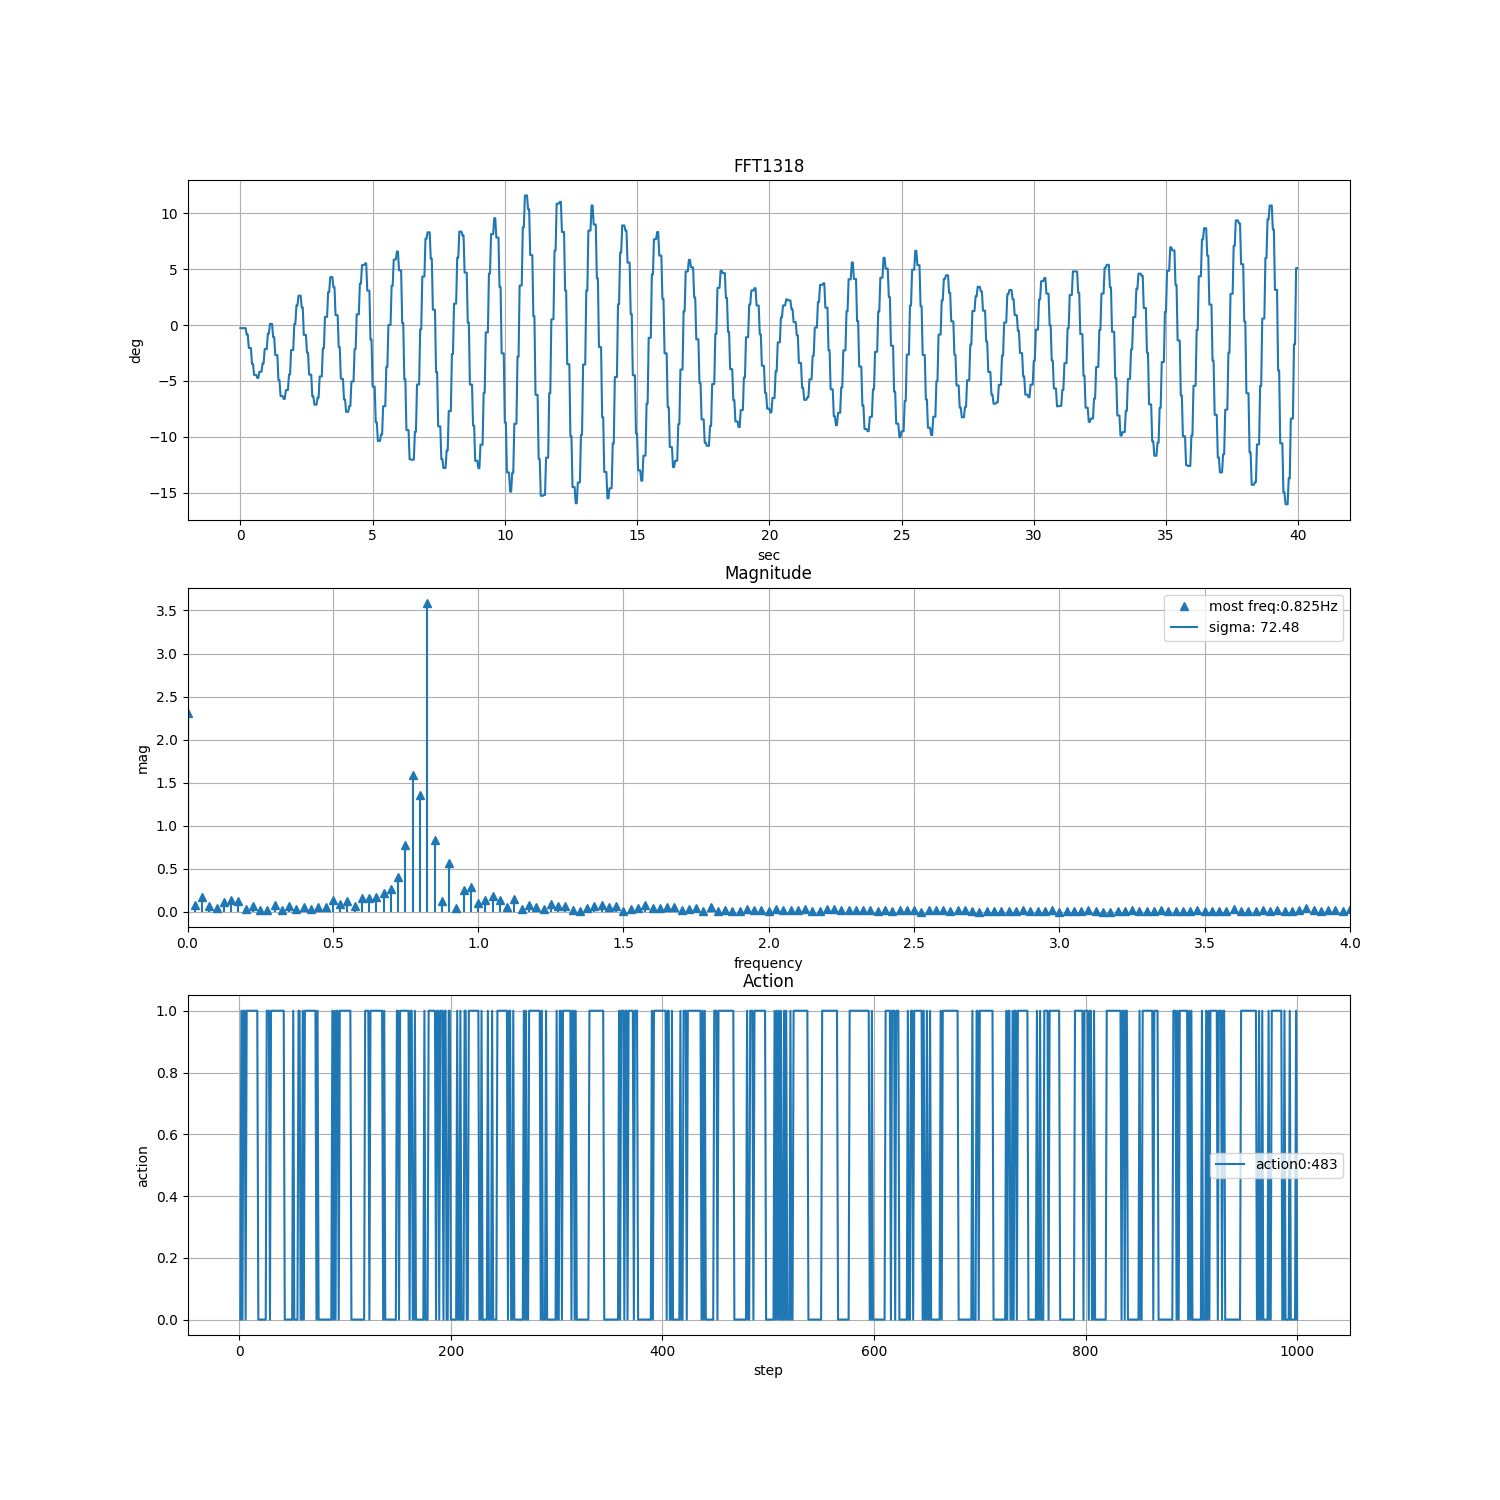 FFT1318
10
5
0
−5
−10
−15
deg
0 5 10 15 20 25 30 35 40
sec
Magnitude
most freq:0.825Hz
sigma: 72.48
3.5
3.0
2.5
2.0
1.5
1.0
0.5
0.0
mag
0.0 0.5 1.0 1.5 2.0 2.5 3.0 3.5 4.0
frequency
Action
1.0
0.8
0.6
0.4
0.2
0.0
action
action0:483
0 200 400 600 800 1000
step